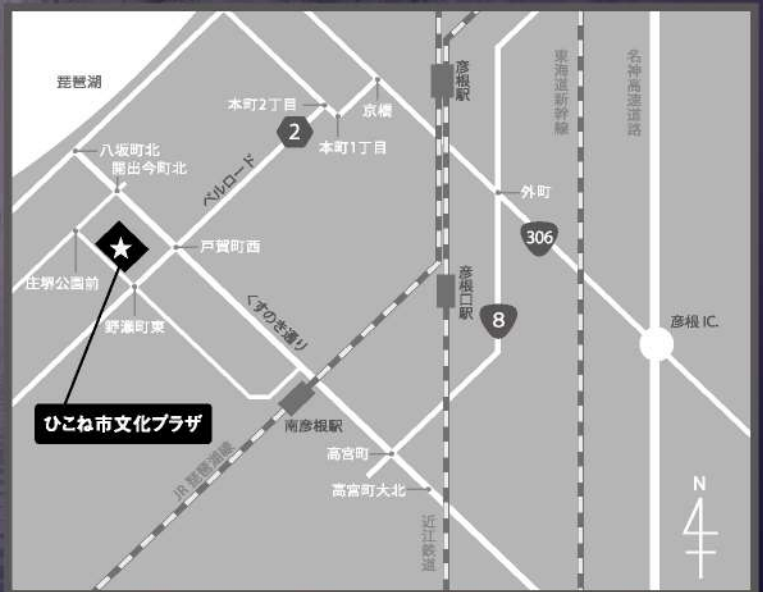 琵琶湖
本町2丁目
2
京橋
本町1丁目
彦根駅
東海道新幹線
名神高速道路
八坂町北
開出今町北
ベルロード
外町
306
戸賀町西
庄堺公園前
野瀬町東
くすのき通り
彦根口駅
8
彦根 IC.
ひこね市文化プラザ
南彦根駅
JR 琵琶湖線
高宮町
高宮町大北
近江鉄道
N